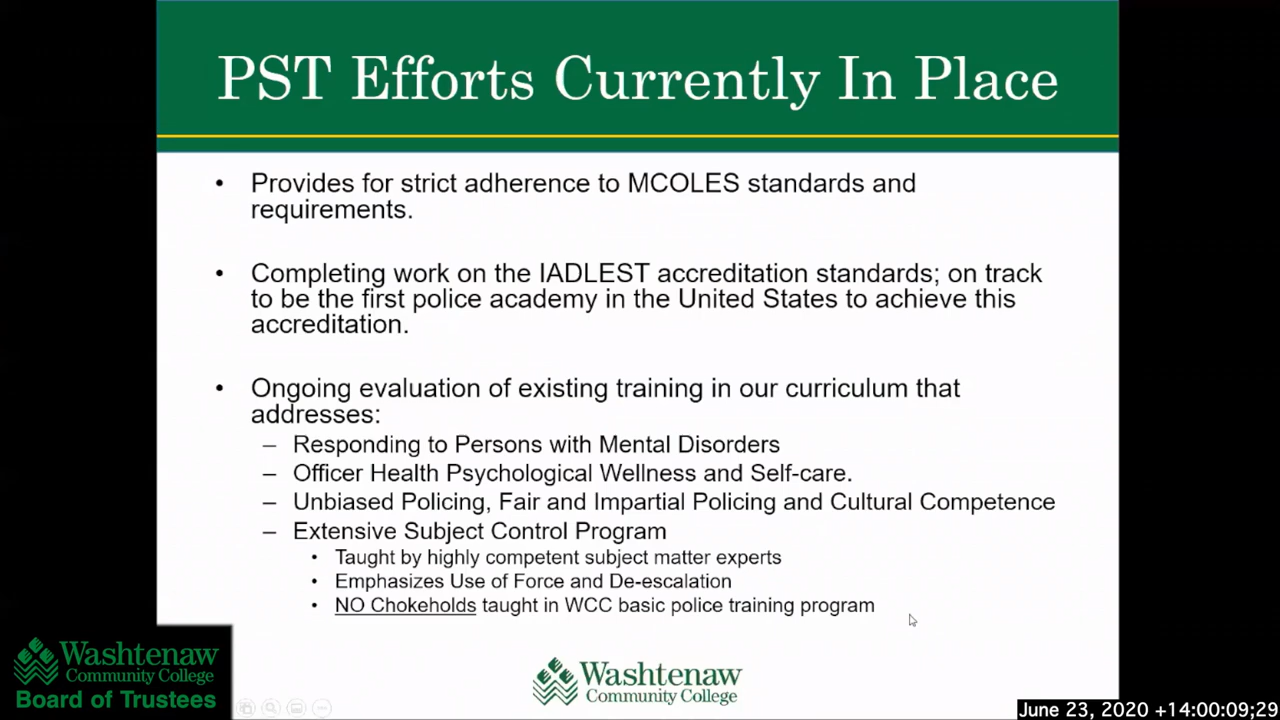 PST Efforts Currently In Place
• Provides for strict adherence to MCOLES standards and
requirements.
• Completing work on the IADLEST accreditation standards; on track
to be the first police academy in the United States to achieve this
accreditation.
• Ongoing evaluation of existing training in our curriculum that
addresses:
– Responding to Persons with Mental Disorders
– Officer Health Psychological Wellness and Self-care.
– Unbiased Policing, Fair and Impartial Policing and Cultural Competence
– Extensive Subject Control Program
• Taught by highly competent subject matter experts
• Emphasizes Use of Force and De-escalation
• NO Chokeholds taught in WCC basic police training program
Washtenaw
Community College
Board of Trustees
Washtenaw
Community College
June 23, 2020 +14:00:09;29